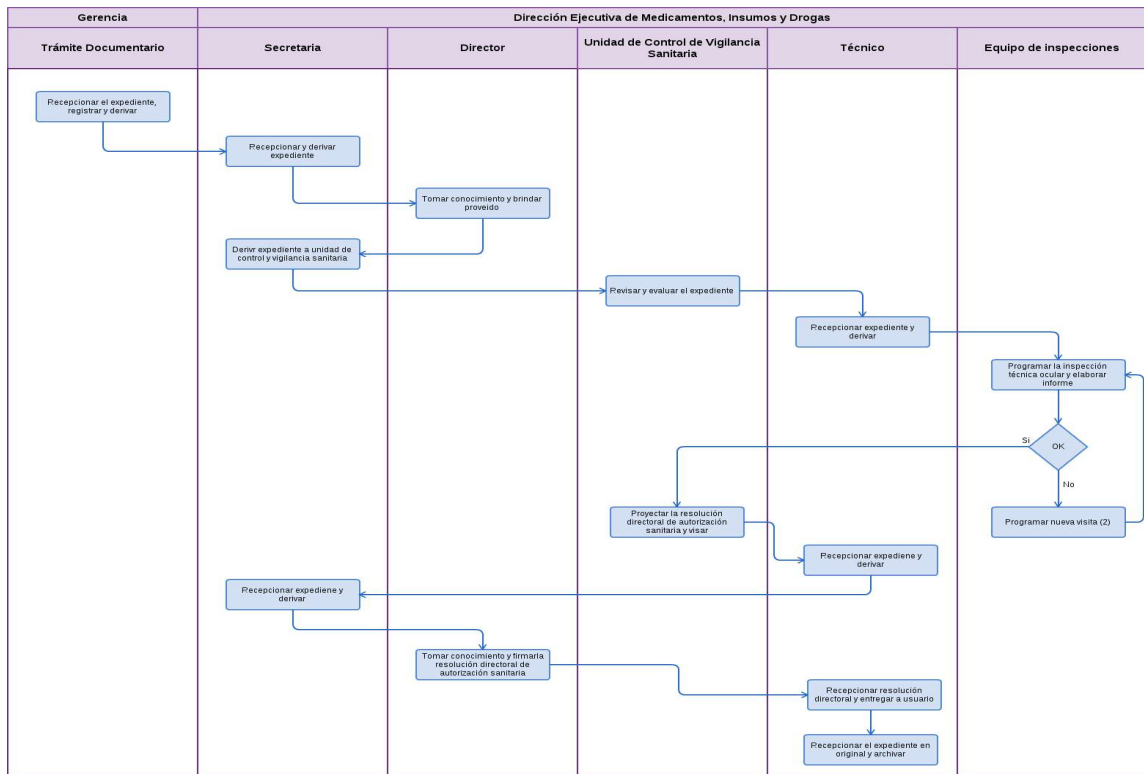 Gerencia
Dirección Ejecutiva de Medicamentos, Insumos y Drogas
Trámite Documentario
Secretaria
Director
Unidad de Control de Vigilancia
Sanitaria
Técnico
Equipo de inspecciones
Recepcionar el expediente,
registrar y derivar
Recepcionar y derivar
expediente
Tomar conocimiento y brindar
proveido
Derivr expediente a unidad de
control y vigilancia sanitaria
Revisar y evaluar el expediente
Recepcionar expediente y
derivar
Programar la inspección
técnica ocular y elaborar
informe
Si
OK
No
Proyectar la resolución
directoral de autorización
sanitaria y visar
Programar nueva visita (2)
Recepcionar expediene y
derivar
Recepcionar expediene y
derivar
Tomar conocimiento y firmarla
resolución directoral de
autorización sanitaria
Recepcionar resolución
directoral y entregar a usuario
Recepcionar el expediente en
original y archivar